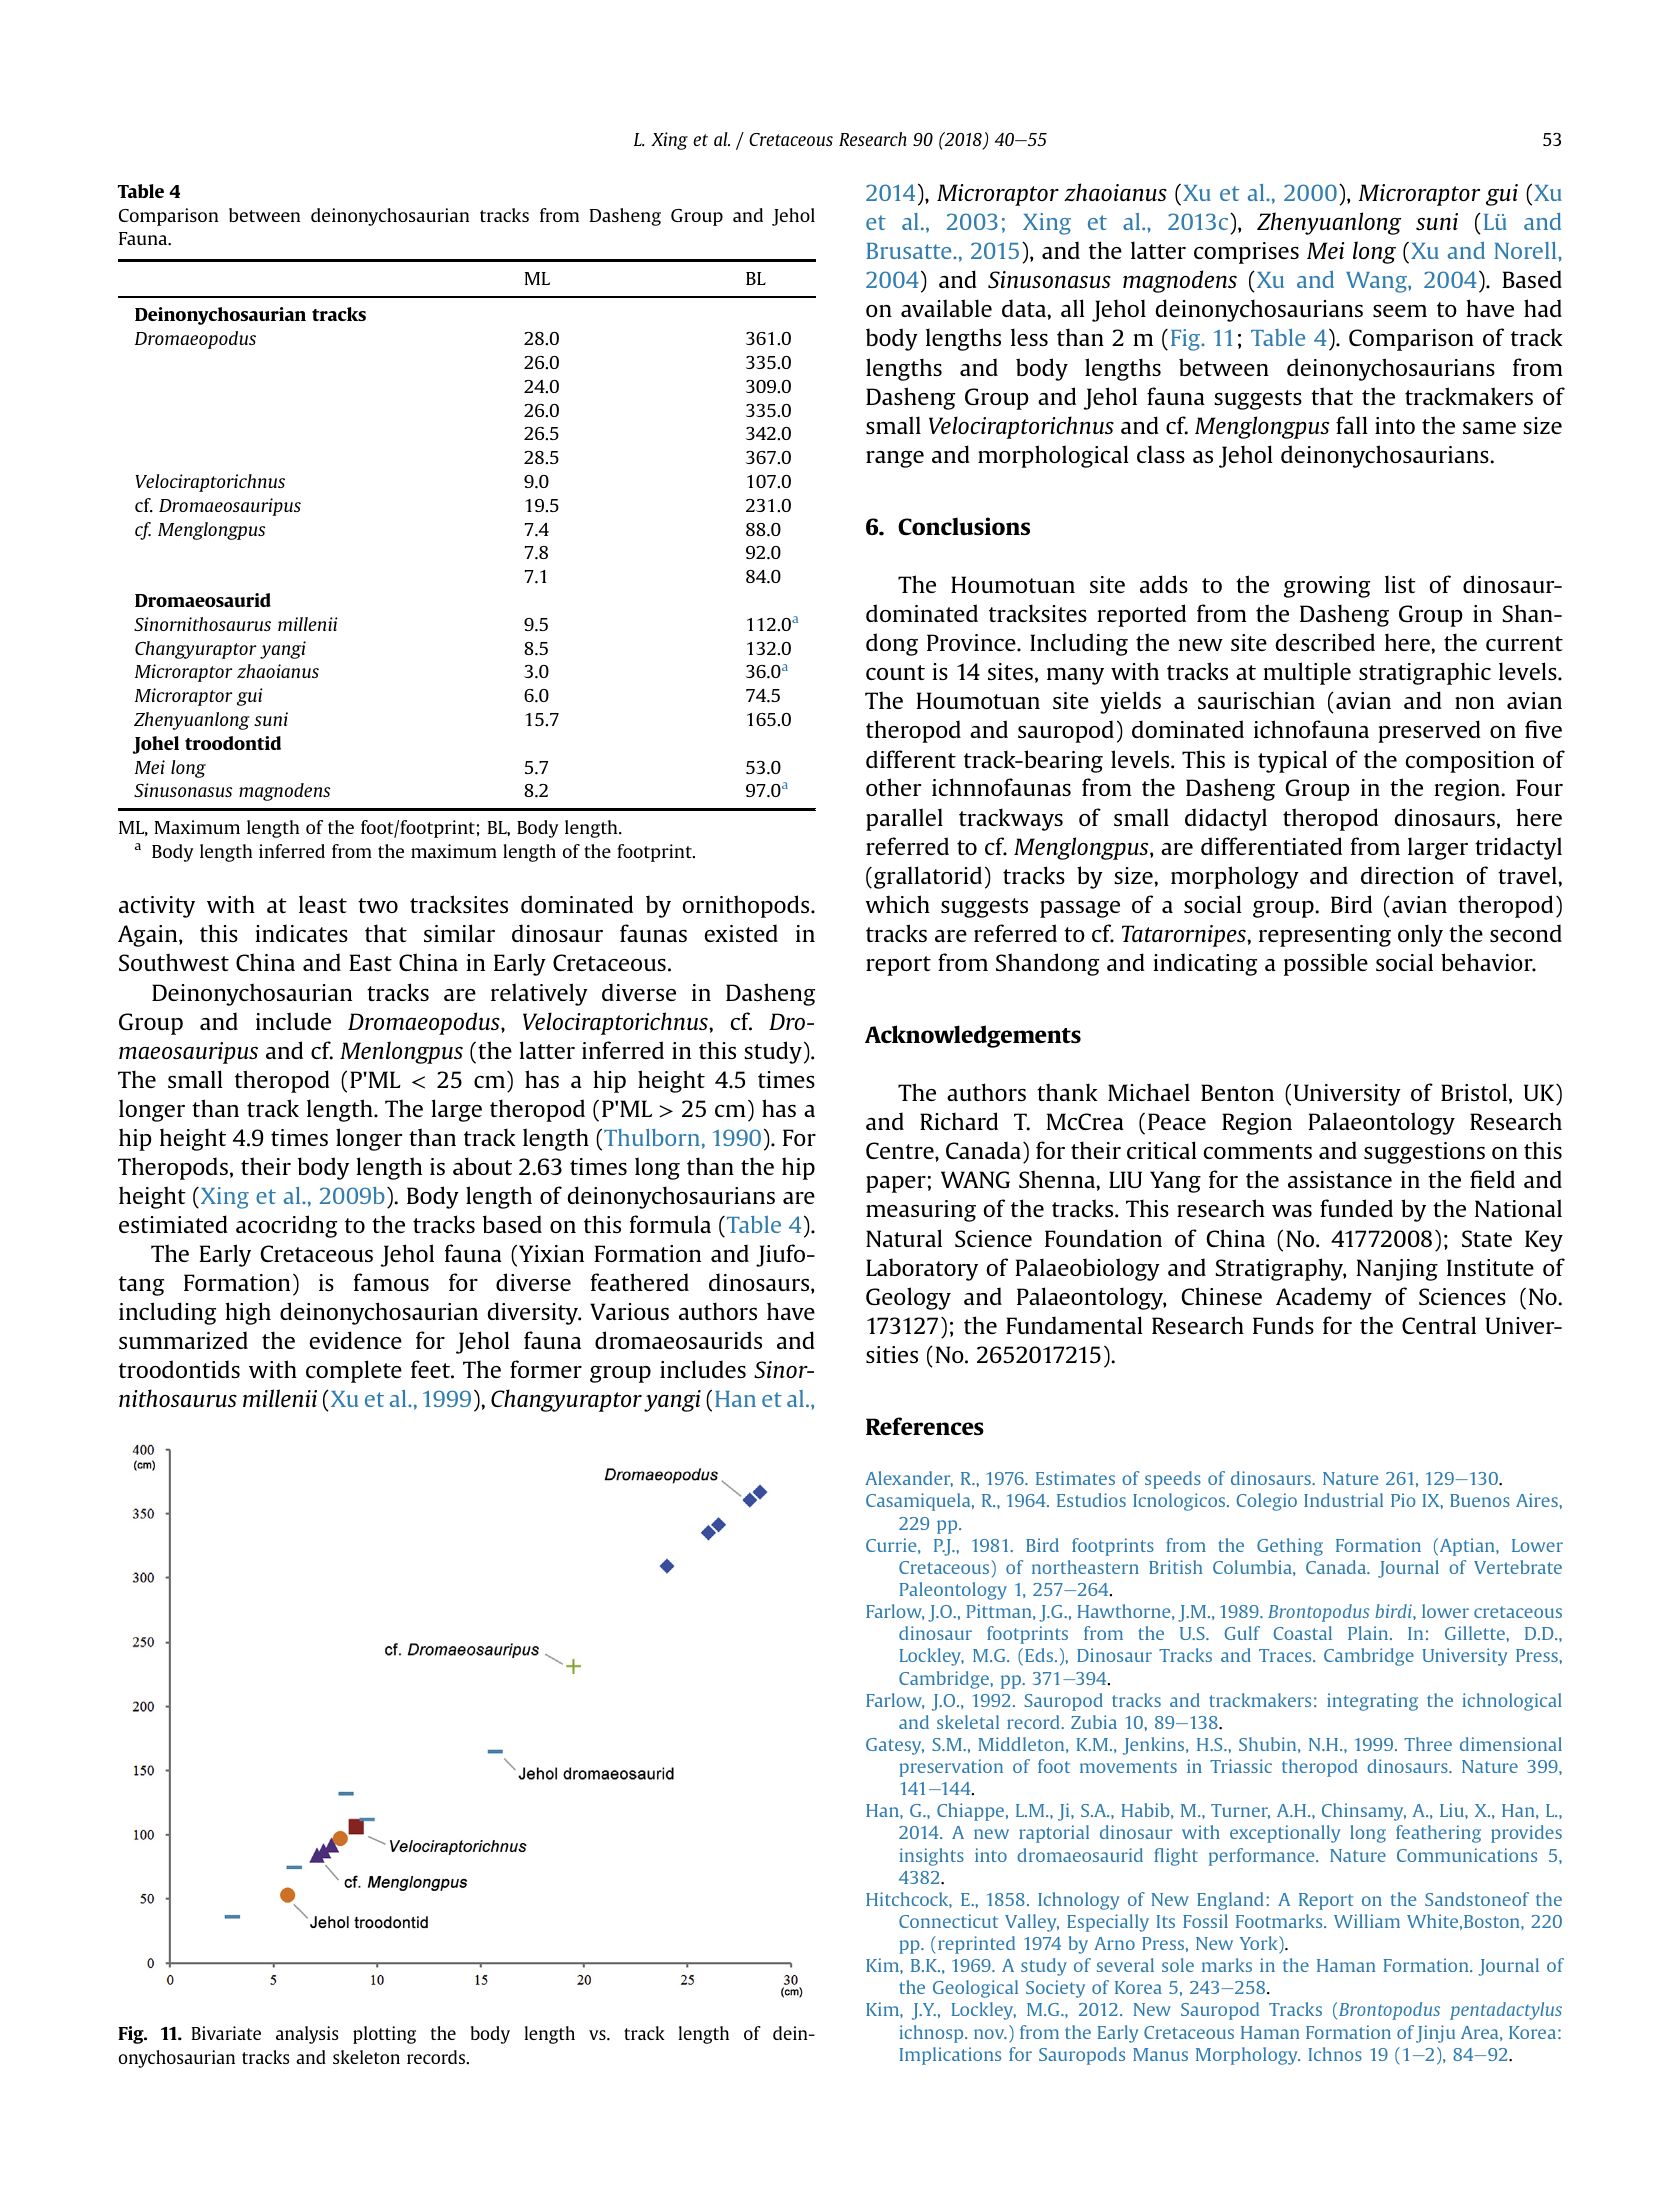 L. Xing et al. / Cretaceous Research 90 (2018) 40–55
53
Table 4
Comparison between deinonychosaurian tracks from Dasheng Group and Jehol
Fauna.
ML BL
Deinonychosaurian tracks
Dromaeopodus 28.0 361.0
26.0 335.0
24.0 309.0
26.0 335.0
26.5 342.0
28.5 367.0
Velociraptorichnus 9.0 107.0
cf. Dromaeosauripus 19.5 231.0
cf. Menglongpus 7.4 88.0
7.8 92.0
7.1 84.0
Dromaeosaurid
Sinornithosaurus millenii 9.5 112.0a
Changyuraptor yangi 8.5 132.0
Microraptor zhaoianus 3.0 36.0a
Microraptor gui 6.0 74.5
Zhenyuanlong suni 15.7 165.0
Johel troodontid
Mei long 5.7 53.0
Sinusonasus magnodens 8.2 97.0a
ML, Maximum length of the foot/footprint; BL, Body length.
a Body length inferred from the maximum length of the footprint.
activity with at least two tracksites dominated by ornithopods.
Again, this indicates that similar dinosaur faunas existed in
Southwest China and East China in Early Cretaceous.
Deinonychosaurian tracks are relatively diverse in Dasheng
Group and include Dromaeopodus, Velociraptorichnus, cf. Dro-
maeosauripus and cf. Menlongpus (the latter inferred in this study).
The small theropod (P'ML < 25 cm) has a hip height 4.5 times
longer than track length. The large theropod (P'ML > 25 cm) has a
hip height 4.9 times longer than track length (Thulborn, 1990). For
Theropods, their body length is about 2.63 times long than the hip
height (Xing et al., 2009b). Body length of deinonychosaurians are
estimiated acocridng to the tracks based on this formula (Table 4).
The Early Cretaceous Jehol fauna (Yixian Formation and Jiufo-
tang Formation) is famous for diverse feathered dinosaurs,
including high deinonychosaurian diversity. Various authors have
summarized the evidence for Jehol fauna dromaeosaurids and
troodontids with complete feet. The former group includes Sinor-
nithosaurus millenii (Xu et al., 1999), Changyuraptor yangi (Han et al.,
400
(cm)
350
300
250
200
150
100
50
0
0 5 10 15 20 25 30
(cm)
Dromaeopodus
cf. Dromaeosauripus
Jehol dromaeosaurid
Velociraptorichnus
cf. Menglongpus
Jehol troodontid
Fig. 11. Bivariate analysis plotting the body length vs. track length of dein-
onychosaurian tracks and skeleton records.
2014), Microraptor zhaoianus (Xu et al., 2000), Microraptor gui (Xu
et al., 2003; Xing et al., 2013c), Zhenyuanlong suni (Lü and
Brusatte., 2015), and the latter comprises Mei long (Xu and Norell,
2004) and Sinusonasus magnodens (Xu and Wang, 2004). Based
on available data, all Jehol deinonychosaurians seem to have had
body lengths less than 2 m (Fig. 11; Table 4). Comparison of track
lengths and body lengths between deinonychosaurians from
Dasheng Group and Jehol fauna suggests that the trackmakers of
small Velociraptorichnus and cf. Menglongpus fall into the same size
range and morphological class as Jehol deinonychosaurians.
6. Conclusions
The Houmotuan site adds to the growing list of dinosaur-
dominated tracksites reported from the Dasheng Group in Shan-
dong Province. Including the new site described here, the current
count is 14 sites, many with tracks at multiple stratigraphic levels.
The Houmotuan site yields a saurischian (avian and non avian
theropod and sauropod) dominated ichnofauna preserved on five
different track-bearing levels. This is typical of the composition of
other ichnnofaunas from the Dasheng Group in the region. Four
parallel trackways of small didactyl theropod dinosaurs, here
referred to cf. Menglongpus, are differentiated from larger tridactyl
(grallatorid) tracks by size, morphology and direction of travel,
which suggests passage of a social group. Bird (avian theropod)
tracks are referred to cf. Tatarornipes, representing only the second
report from Shandong and indicating a possible social behavior.
Acknowledgements
The authors thank Michael Benton (University of Bristol, UK)
and Richard T. McCrea (Peace Region Palaeontology Research
Centre, Canada) for their critical comments and suggestions on this
paper; WANG Shenna, LIU Yang for the assistance in the field and
measuring of the tracks. This research was funded by the National
Natural Science Foundation of China (No. 41772008); State Key
Laboratory of Palaeobiology and Stratigraphy, Nanjing Institute of
Geology and Palaeontology, Chinese Academy of Sciences (No.
173127); the Fundamental Research Funds for the Central Univer-
sities (No. 2652017215).
References
Alexander, R., 1976. Estimates of speeds of dinosaurs. Nature 261, 129–130.
Casamiquela, R., 1964. Estudios Icnologicos. Colegio Industrial Pio IX, Buenos Aires,
229 pp.
Currie, P.J., 1981. Bird footprints from the Gething Formation (Aptian, Lower
Cretaceous) of northeastern British Columbia, Canada. Journal of Vertebrate
Paleontology 1, 257–264.
Farlow, J.O., Pittman, J.G., Hawthorne, J.M., 1989. Brontopodus birdi, lower cretaceous
dinosaur footprints from the U.S. Gulf Coastal Plain. In: Gillette, D.D.,
Lockley, M.G. (Eds.), Dinosaur Tracks and Traces. Cambridge University Press,
Cambridge, pp. 371–394.
Farlow, J.O., 1992. Sauropod tracks and trackmakers: integrating the ichnological
and skeletal record. Zubia 10, 89–138.
Gatesy, S.M., Middleton, K.M., Jenkins, H.S., Shubin, N.H., 1999. Three dimensional
preservation of foot movements in Triassic theropod dinosaurs. Nature 399,
141–144.
Han, G., Chiappe, L.M., Ji, S.A., Habib, M., Turner, A.H., Chinsamy, A., Liu, X., Han, L.,
2014. A new raptorial dinosaur with exceptionally long feathering provides
insights into dromaeosaurid flight performance. Nature Communications 5,
4382.
Hitchcock, E., 1858. Ichnology of New England: A Report on the Sandstoneof the
Connecticut Valley, Especially Its Fossil Footmarks. William White,Boston, 220
pp. (reprinted 1974 by Arno Press, New York).
Kim, B.K., 1969. A study of several sole marks in the Haman Formation. Journal of
the Geological Society of Korea 5, 243–258.
Kim, J.Y., Lockley, M.G., 2012. New Sauropod Tracks (Brontopodus pentadactylus
ichnosp. nov.) from the Early Cretaceous Haman Formation of Jinju Area, Korea:
Implications for Sauropods Manus Morphology. Ichnos 19 (1–2), 84–92.